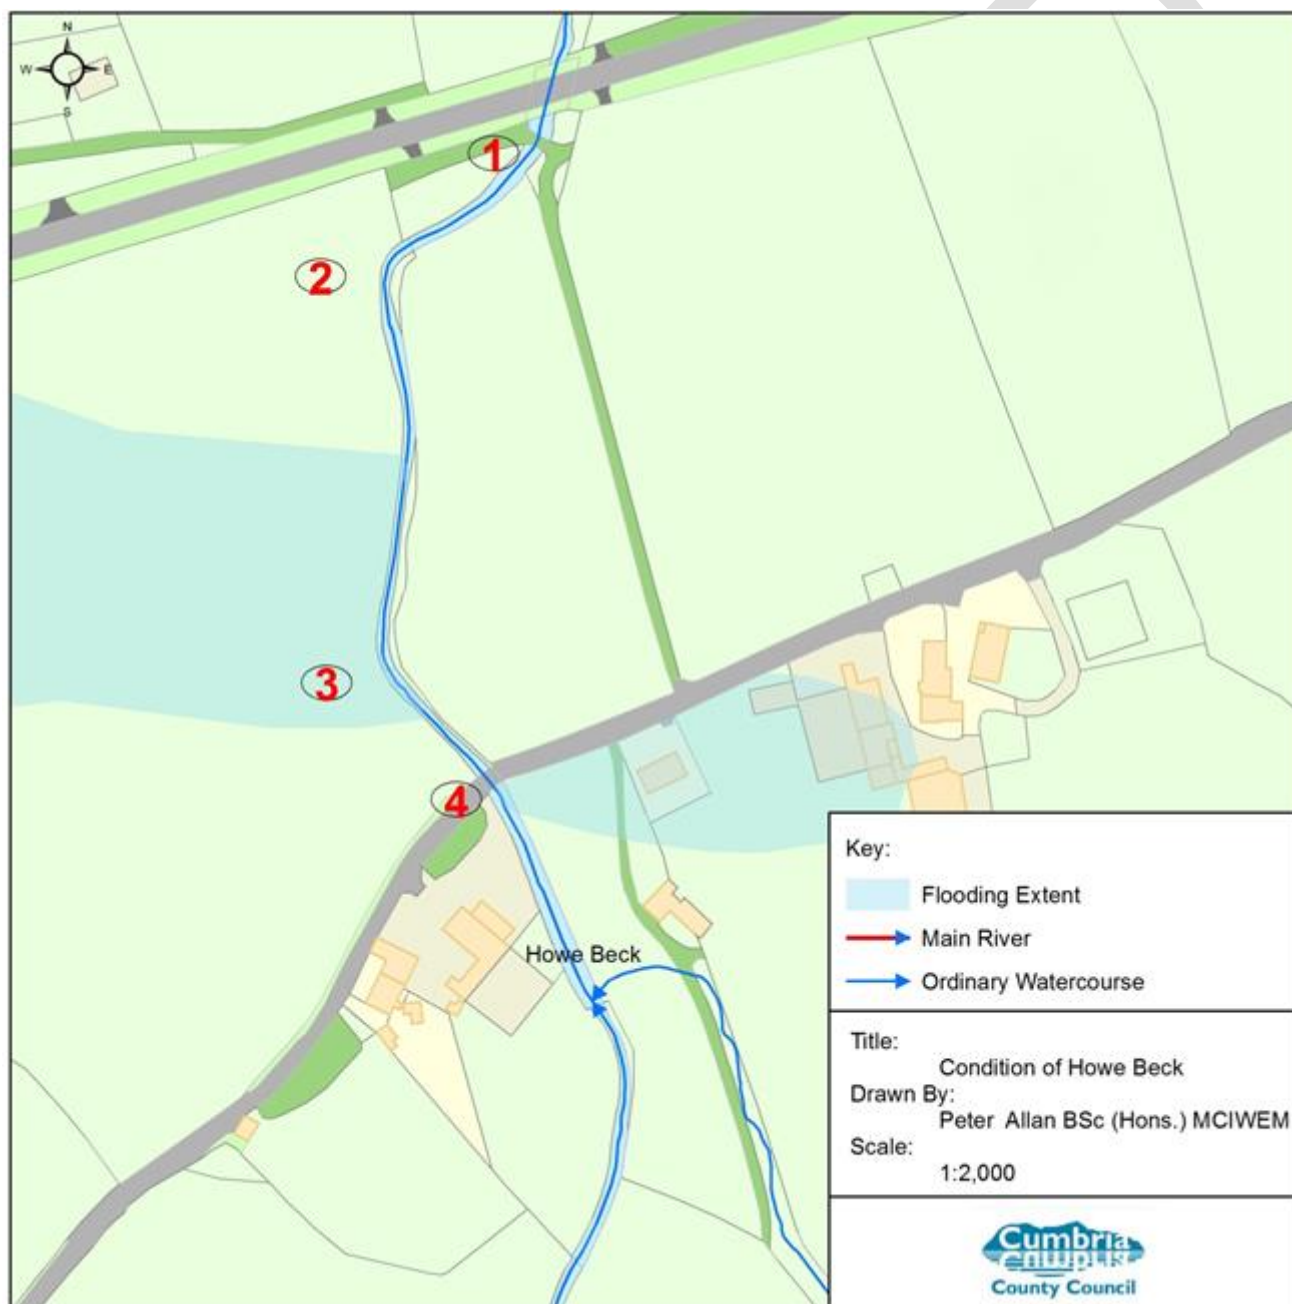 N
W E
S
1
2
3
4
Howe Beck
Key:
Flooding Extent
Main River
Ordinary Watercourse
Title:
Condition of Howe Beck
Drawn By:
Peter Allan BSc (Hons.) MCIWEM
Scale:
1:2,000
Cumbria
County Council